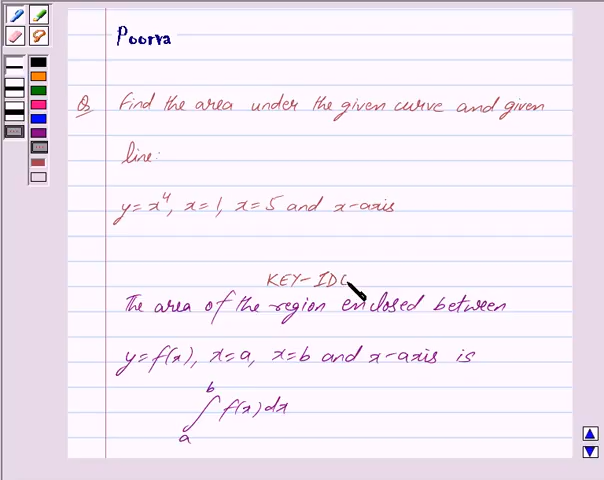 Poorva
Q Find the area under the given curve and given
line:
y = x⁴, x = 1, x = 5 and x-axis
KEY-ID
The area of the region enclosed between
y = f(x), x = a, x = b and x-axis is
∫ₐᵇ f(x) dx